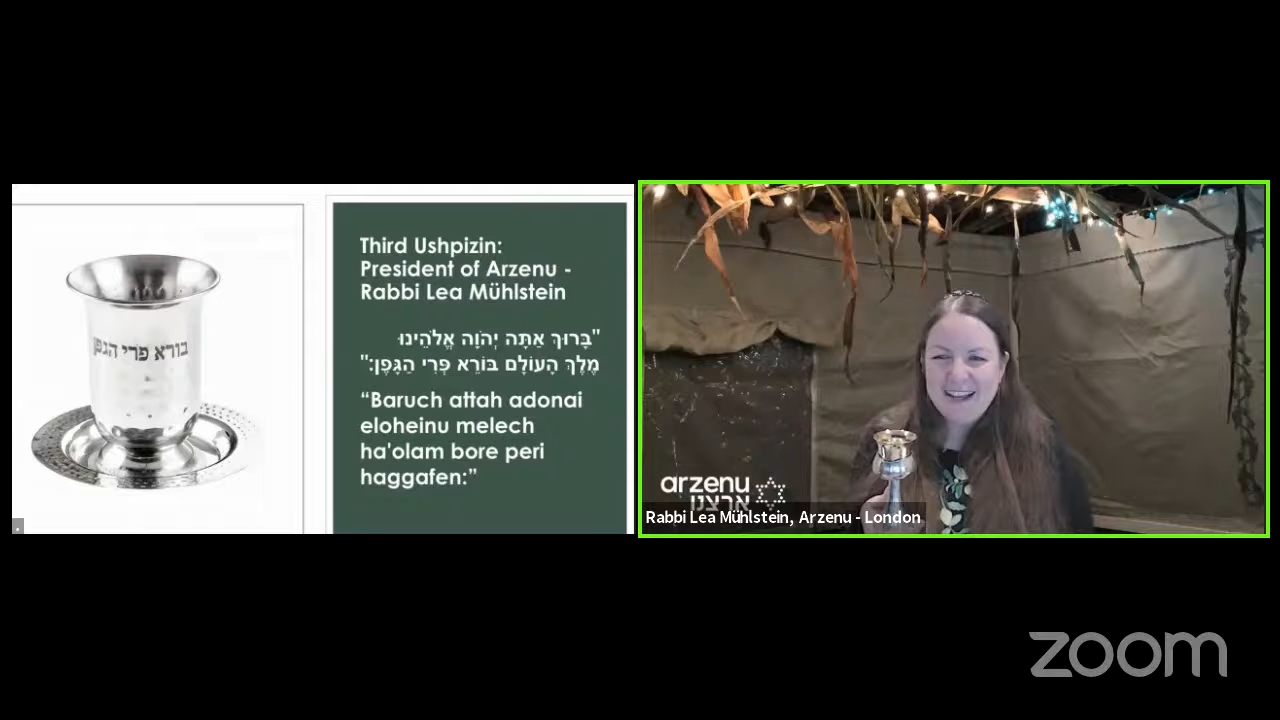 בורא פרי הגפן
Third Ushpizin:
President of Arzenu -
Rabbi Lea Mühlstein
"בָּרוּךְ אַתָּה יְהֹוָה אֱלֹהֵינוּ
מֶלֶךְ הָעוֹלָם בּוֹרֵא פְּרִי הַגָּפֶן:"
“Baruch attah adonai
eloheinu melech
ha'olam bore peri
haggafen:”
arzenu
ארצנו
Rabbi Lea Mühlstein, Arzenu - London
zoom